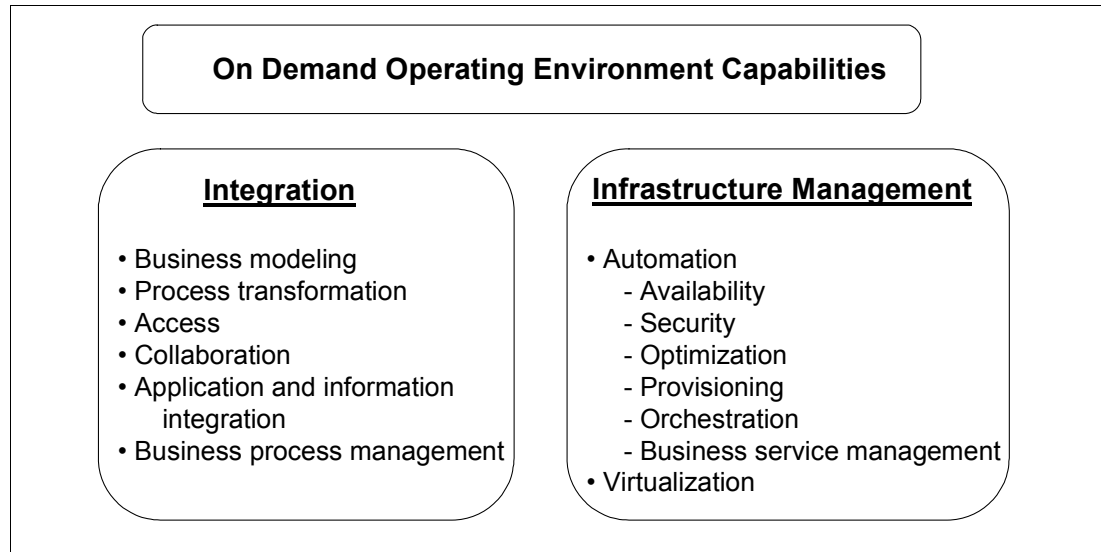 On Demand Operating Environment Capabilities
Integration
• Business modeling
• Process transformation
• Access
• Collaboration
• Application and information
integration
• Business process management
Infrastructure Management
• Automation
- Availability
- Security
- Optimization
- Provisioning
- Orchestration
- Business service management
• Virtualization